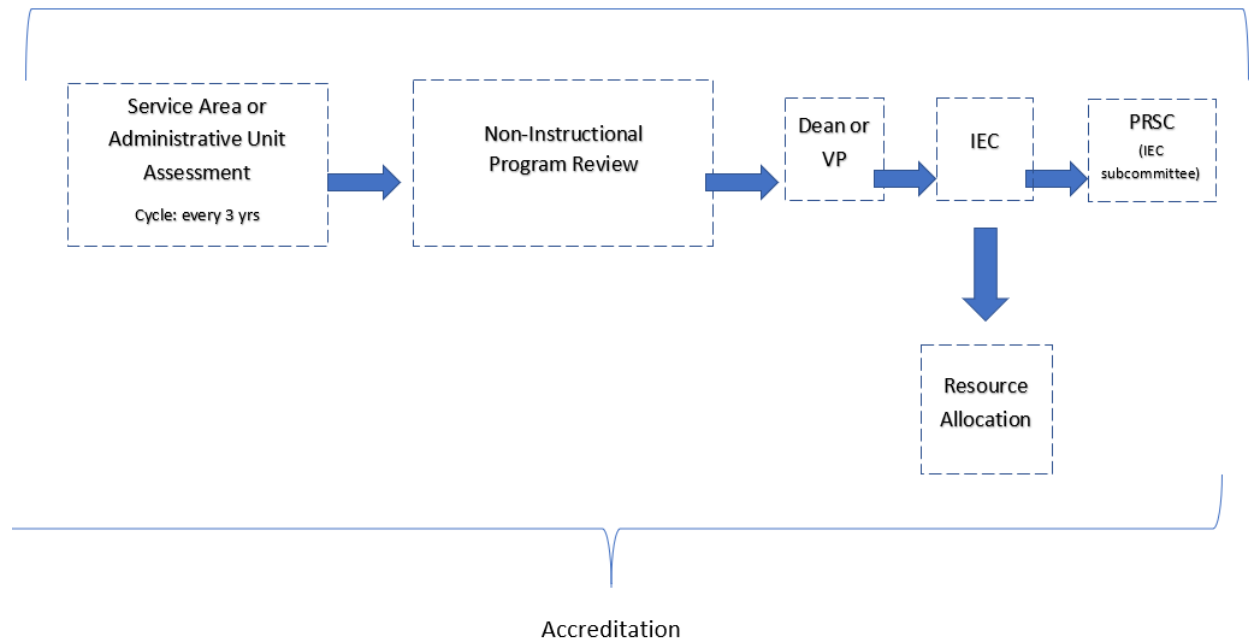 Service Area or
Administrative Unit
Assessment
Cycle: every 3 yrs
Non-Instructional
Program Review
Dean or
VP
IEC
PRSC
(IEC
subcommittee)
Resource
Allocation
Accreditation